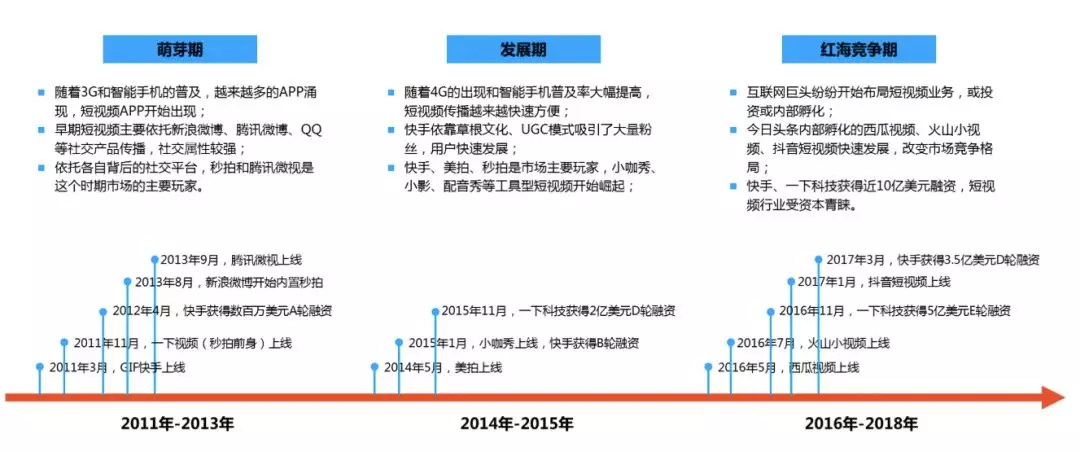 萌芽期
随着3G和智能手机的普及，越来越多的APP涌
现，短视频APP开始出现；
早期短视频主要依托新浪微博、腾讯微博、QQ
等社交产品传播，社交属性较强；
依托各自背后的社交平台，秒拍和腾讯微视是
这个时期市场的主要玩家。
发展期
随着4G的出现和智能手机普及率大幅提高，
短视频传播越来越快速方便；
快手依靠草根文化、UGC模式吸引了大量粉
丝，用户快速发展；
快手、美拍、秒拍是市场主要玩家，小咖秀、
小影、配音秀等工具型短视频开始崛起；
红海竞争期
互联网巨头纷纷开始布局短视频业务，或投
资或内部孵化；
今日头条内部孵化的西瓜视频、火山小视
频、抖音短视频快速发展，改变市场竞争格
局；
快手、一下科技获得近10亿美元融资，短视
频行业受资本青睐。
2013年9月，腾讯微视上线
2013年8月，新浪微博开始内置秒拍
2012年4月，快手获得数百万美元A轮融资
2011年11月，一下视频（秒拍前身）上线
2011年3月，GIF快手上线
2015年11月，一下科技获得2亿美元D轮融资
2015年1月，小咖秀上线，快手获得B轮融资
2014年5月，美拍上线
2017年3月，快手获得3.5亿美元D轮融资
2017年1月，抖音短视频上线
2016年11月，一下科技获得5亿美元E轮融资
2016年7月，火山小视频上线
2016年5月，西瓜视频上线
2011年-2013年
2014年-2015年
2016年-2018年